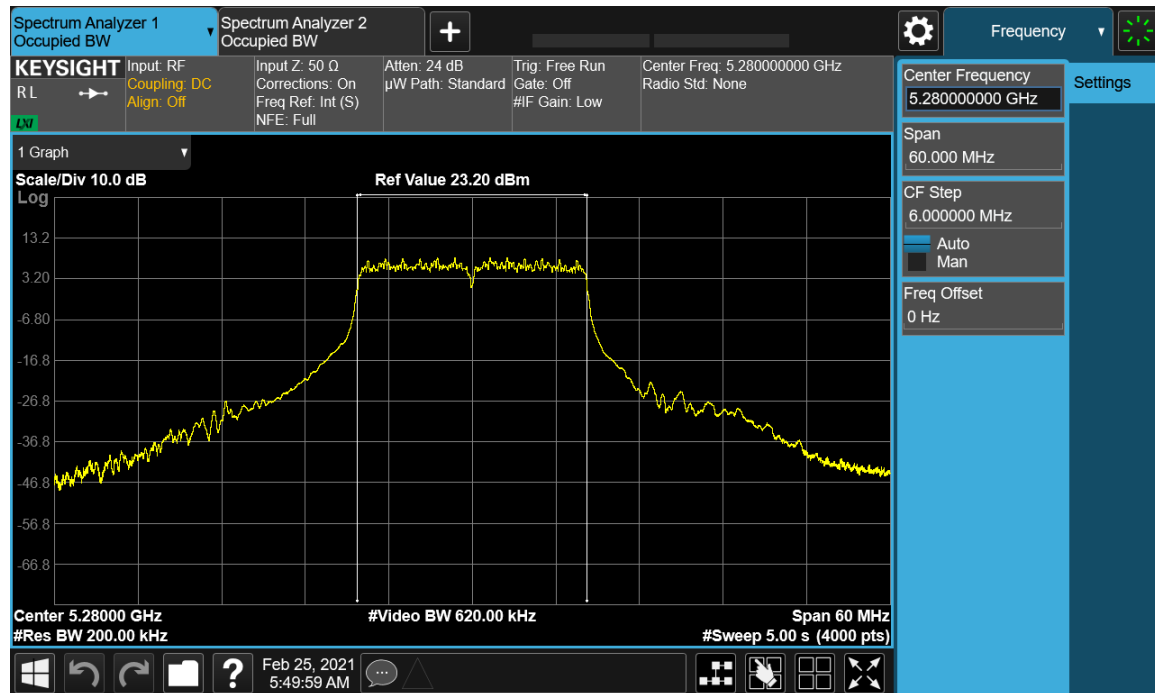 Spectrum Analyzer 1
Occupied BW
Spectrum Analyzer 2
Occupied BW
+
Frequency
KEYSIGHT
R L
LXI
Input: RF
Coupling: DC
Align: Off
Input Z: 50 Ω
Corrections: On
Freq Ref: Int (S)
NFE: Full
Atten: 24 dB
µW Path: Standard
Trig: Free Run
Gate: Off
#IF Gain: Low
Center Freq: 5.280000000 GHz
Radio Std: None
Center Frequency
5.280000000 GHz
Settings
Span
60.000 MHz
CF Step
6.000000 MHz
Auto
Man
Freq Offset
0 Hz
1 Graph
Scale/Div 10.0 dB
Ref Value 23.20 dBm
Log
13.2
3.20
-6.80
-16.8
-26.8
-36.8
-46.8
-56.8
-66.8
Center 5.28000 GHz
#Video BW 620.00 kHz
Span 60 MHz
#Res BW 200.00 kHz
#Sweep 5.00 s (4000 pts)
?
Feb 25, 2021
5:49:59 AM